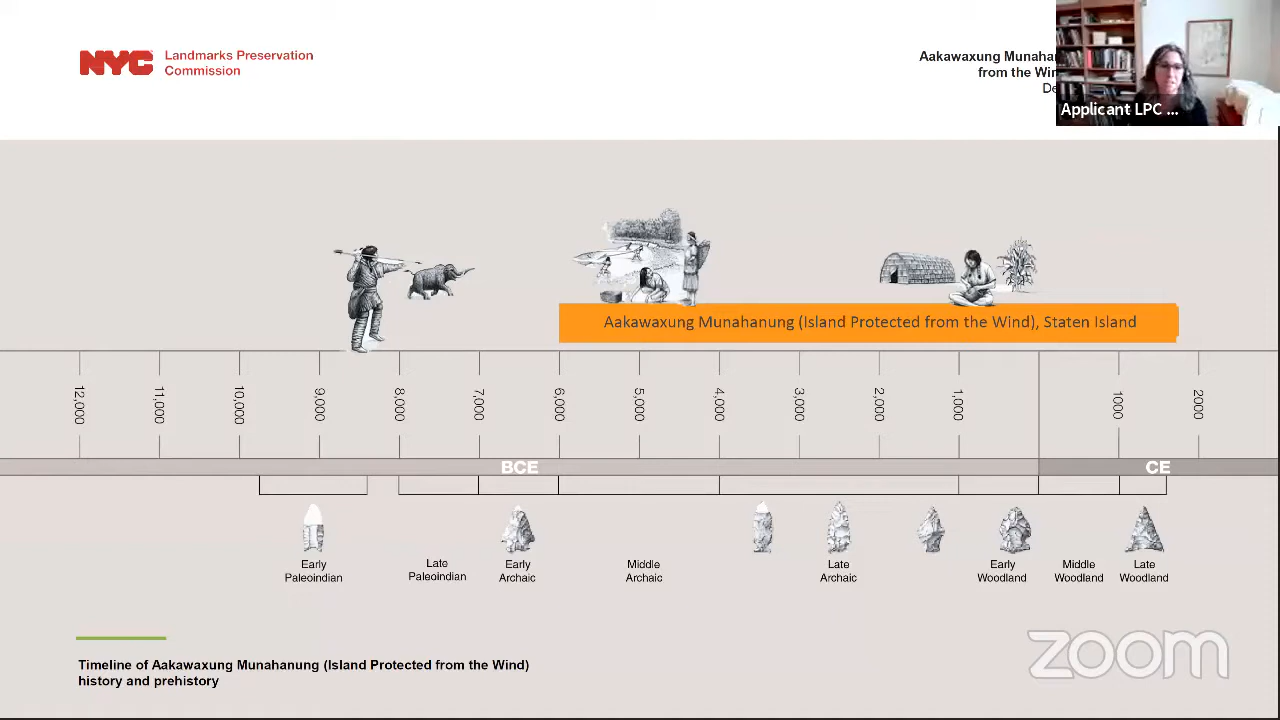 NYC Landmarks Preservation
Commission
Aakawaxung
from the
Applicant LPC ...
Aakawaxung Munahanung (Island Protected from the Wind), Staten Island
12,000
11,000
10,000
9,000
8,000
7,000
6,000
5,000
4,000
3,000
2,000
1,000
1000
2000
BCE
CE
Early
Paleoindian
Late
Paleoindian
Early
Archaic
Middle
Archaic
Late
Archaic
Early
Woodland
Middle
Woodland
Late
Woodland
Timeline of Aakawaxung Munahanung (Island Protected from the Wind)
history and prehistory
zoom